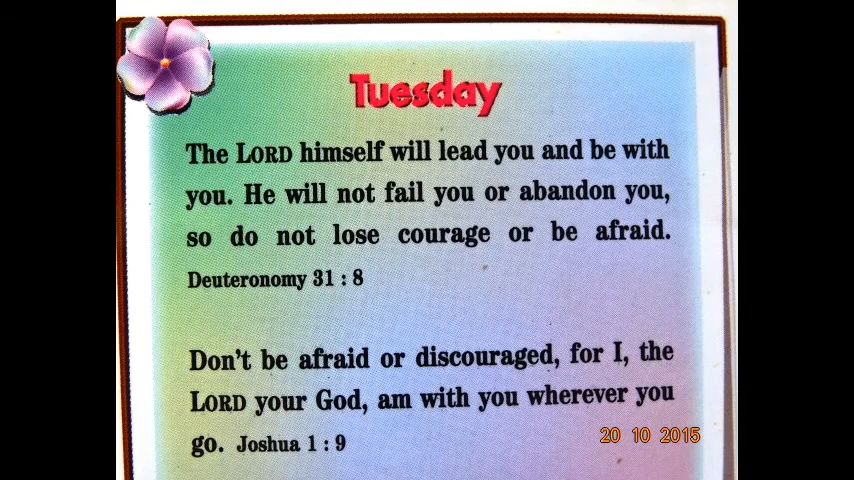 Tuesday
The LORD himself will lead you and be with
you. He will not fail you or abandon you,
so do not lose courage or be afraid.
Deuteronomy 31 : 8
Don't be afraid or discouraged, for I, the
LORD your God, am with you wherever you
go. Joshua 1 : 9
20 10 2015